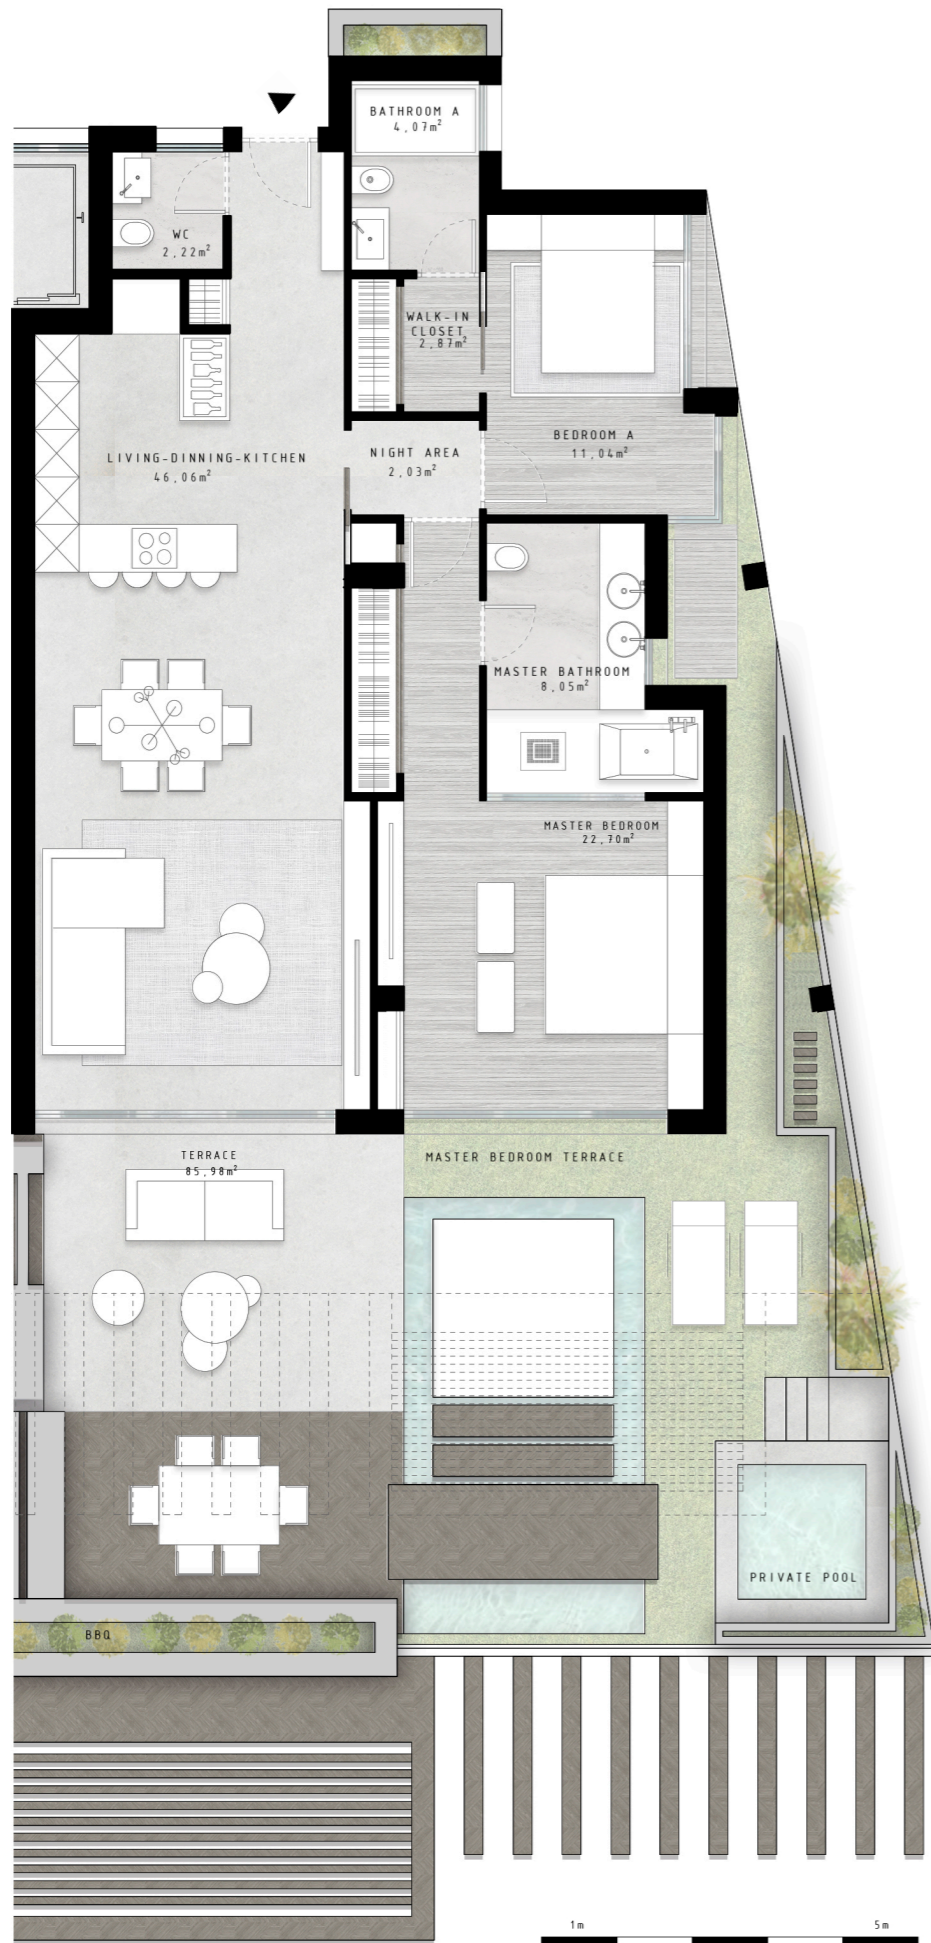 BATHROOM A
4,07m²
WC
2,22m²
WALK-IN
CLOSET
2,87m²
LIVING-DINNING-KITCHEN
46,06m²
NIGHT AREA
2,03m²
BEDROOM A
11,04m²
MASTER BATHROOM
8,05m²
MASTER BEDROOM
22,70m²
TERRACE
85,98m²
MASTER BEDROOM TERRACE
PRIVATE POOL
BBQ
1m
5m